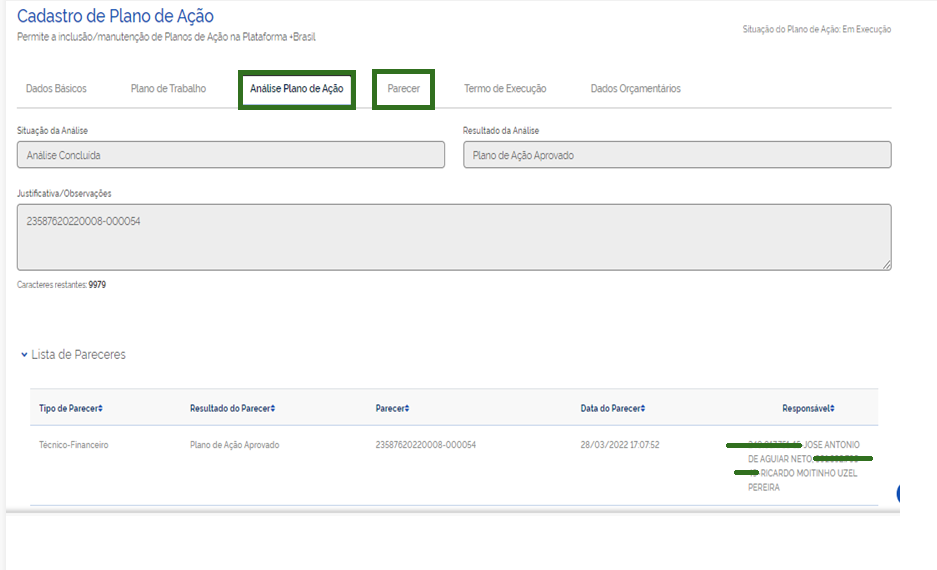 Cadastro de Plano de Ação
Permite a inclusão/manutenção de Planos de Ação na Plataforma +Brasil
Situação do Plano de Ação: Em Execução
Dados Básicos Plano de Trabalho Análise Plano de Ação Parecer Termo de Execução Dados Orçamentários
Situação da Análise Resultado da Análise
Análise Concluída Plano de Ação Aprovado
Justificativa/Observações
23587620220008-000054
Caracteres restantes: 9979
Lista de Pareceres
Tipo de Parecer Resultado do Parecer Parecer Data do Parecer Responsável
Técnico-Financeiro Plano de Ação Aprovado 23587620220008-000054 28/03/2022 17:07:52 JOSE ANTONIO
DE AGUIAR NETO
RICARDO MOITINHO UZEL
PEREIRA